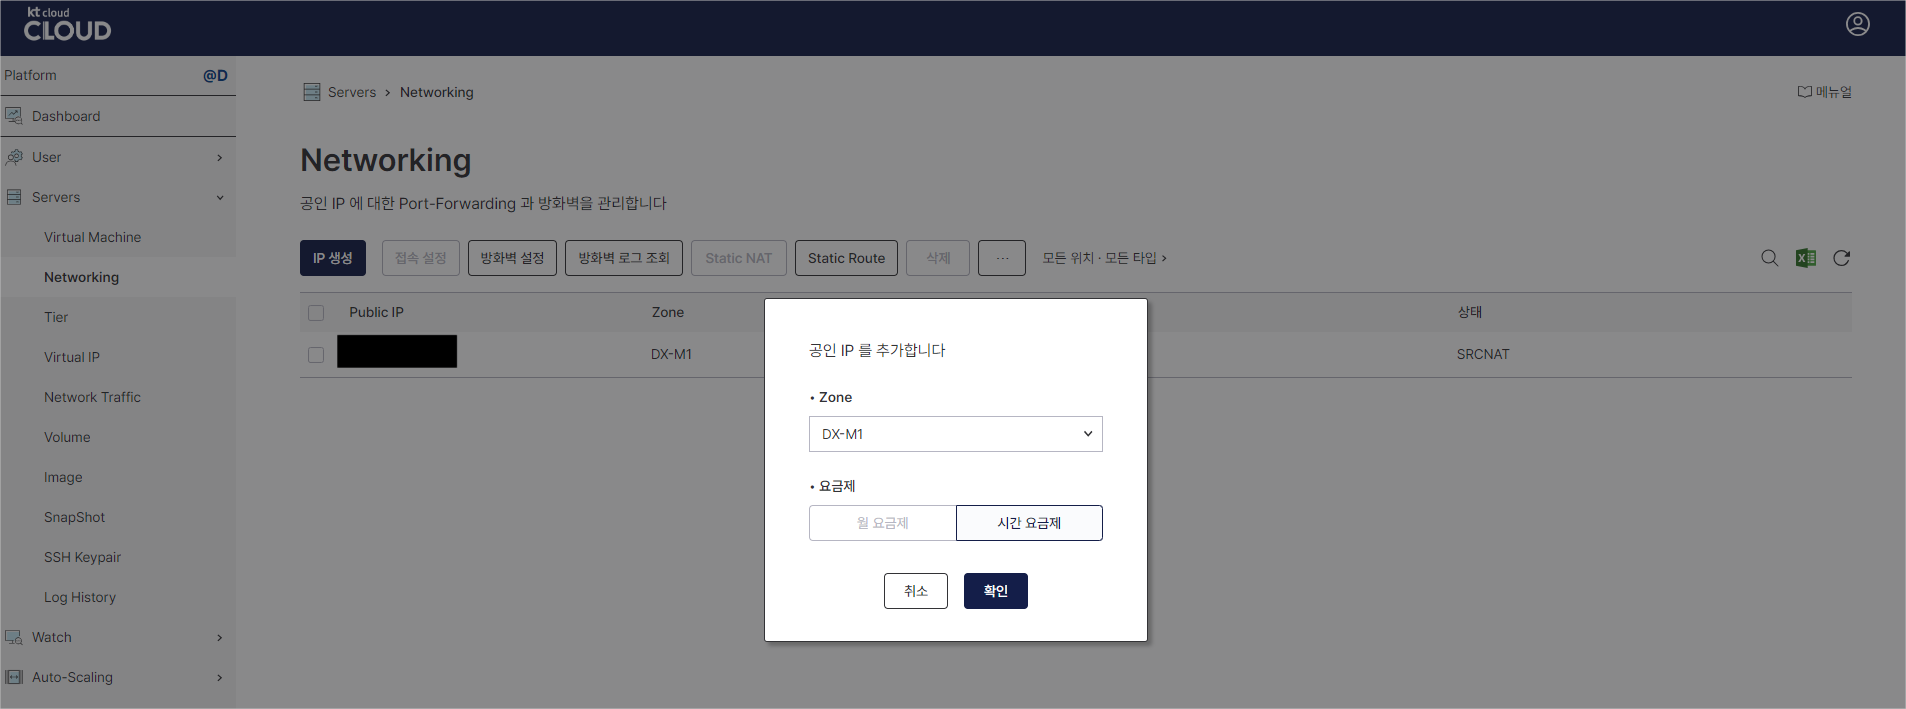 kt cloud
CLOUD
Platform @D
Dashboard
User
Servers
Virtual Machine
Networking
Tier
Virtual IP
Network Traffic
Volume
Image
SnapShot
SSH Keypair
Log History
Watch
Auto-Scaling
Servers > Networking
메뉴얼
Networking
공인 IP 에 대한 Port-Forwarding 과 방화벽을 관리합니다
IP 생성 접속 설정 방화벽 설정 방화벽 로그 조회 Static NAT Static Route 삭제 ... 모든 위치 · 모든 타입 >
Public IP Zone 상태
DX-M1 SRCNAT
공인 IP 를 추가합니다
• Zone
DX-M1
• 요금제
월 요금제 시간 요금제
취소 확인